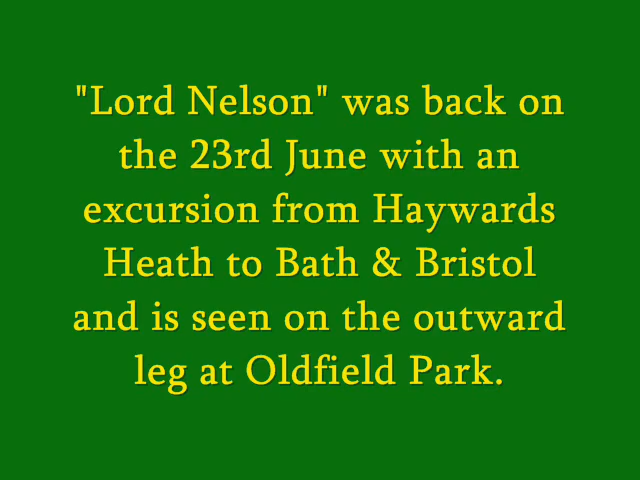 "Lord Nelson" was back on
the 23rd June with an
excursion from Haywards
Heath to Bath & Bristol
and is seen on the outward
leg at Oldfield Park.